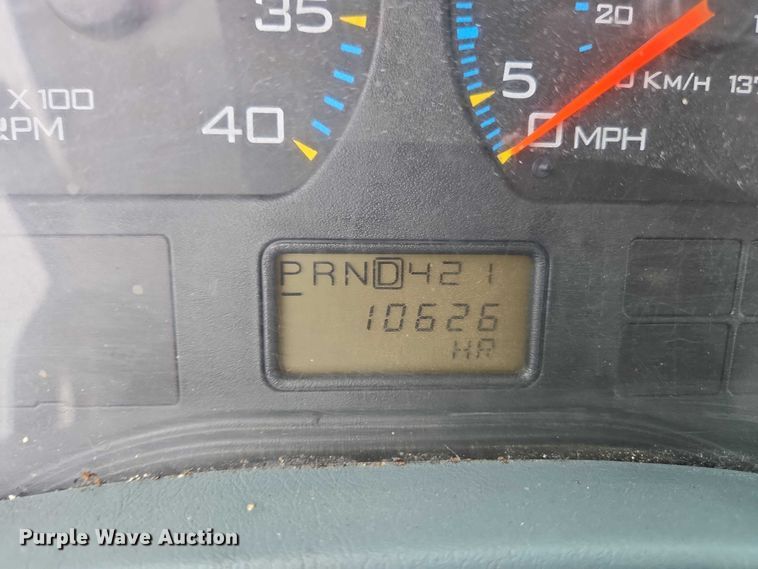 35
20
5
X100
KM/H
RPM
40
0 MPH
PRND421
10626
HR
Purple Wave Auction